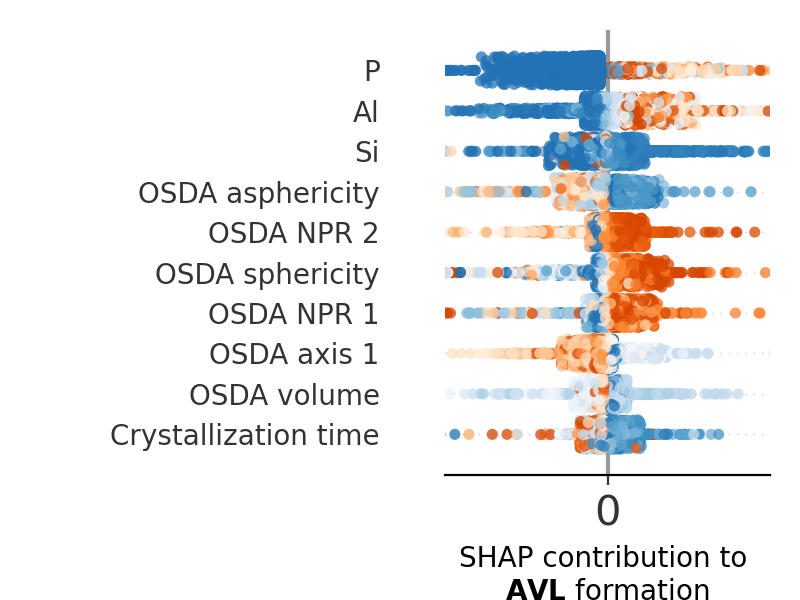 P
Al
Si
OSDA asphericity
OSDA NPR 2
OSDA sphericity
OSDA NPR 1
OSDA axis 1
OSDA volume
Crystallization time
0
SHAP contribution to
AVL formation